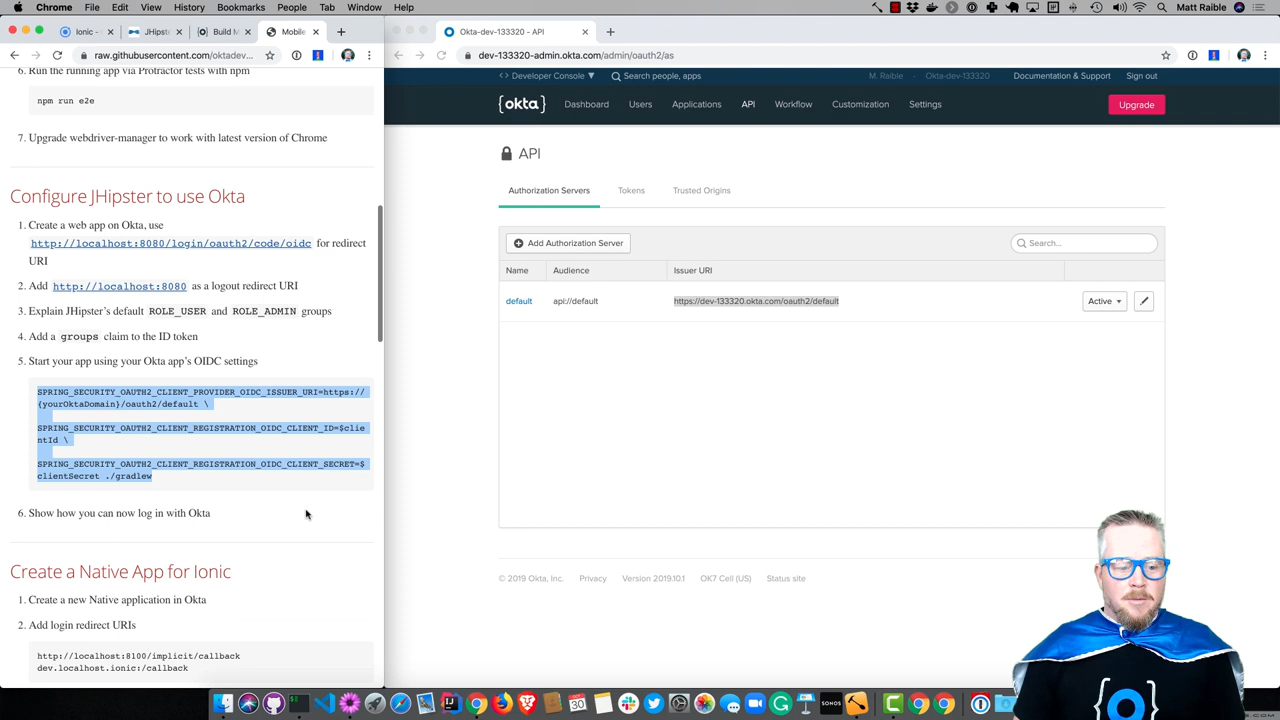 Chrome File Edit View History Bookmarks People Tab Window Help
Matt Raible
Ionic -
JHipste
Build M
Mobile
raw.githubusercontent.com/oktadev...
6. Run the running app via Protractor tests with npm
npm run e2e
7. Upgrade webdriver-manager to work with latest version of Chrome
Configure JHipster to use Okta
1. Create a web app on Okta, use
http://localhost:8080/login/oauth2/code/oidc for redirect
URI
2. Add http://localhost:8080 as a logout redirect URI
3. Explain JHipster's default ROLE_USER and ROLE_ADMIN groups
4. Add a groups claim to the ID token
5. Start your app using your Okta app's OIDC settings
SPRING_SECURITY_OAUTH2_CLIENT_PROVIDER_OIDC_ISSUER_URI=https://
{yourOktaDomain}/oauth2/default \
SPRING_SECURITY_OAUTH2_CLIENT_REGISTRATION_OIDC_CLIENT_ID=$clie
ntId \
SPRING_SECURITY_OAUTH2_CLIENT_REGISTRATION_OIDC_CLIENT_SECRET=$
clientSecret ./gradlew
6. Show how you can now log in with Okta
Create a Native App for Ionic
1. Create a new Native application in Okta
2. Add login redirect URIs
http://localhost:8100/implicit/callback
dev.localhost.ionic:/callback
Okta-dev-133320 - API
dev-133320-admin.okta.com/admin/oauth2/as
<> Developer Console ▼ Search people, apps
M. Raible Okta-dev-133320 Documentation & Support Sign out
{okta} Dashboard Users Applications API Workflow Customization Settings Upgrade
API
Authorization Servers Tokens Trusted Origins
Add Authorization Server Search...
Name Audience Issuer URI
default api://default https://dev-133320.okta.com/oauth2/default Active
© 2019 Okta, Inc. Privacy Version 2019.10.1 OK7 Cell (US) Status site
30
SONOS
{ }